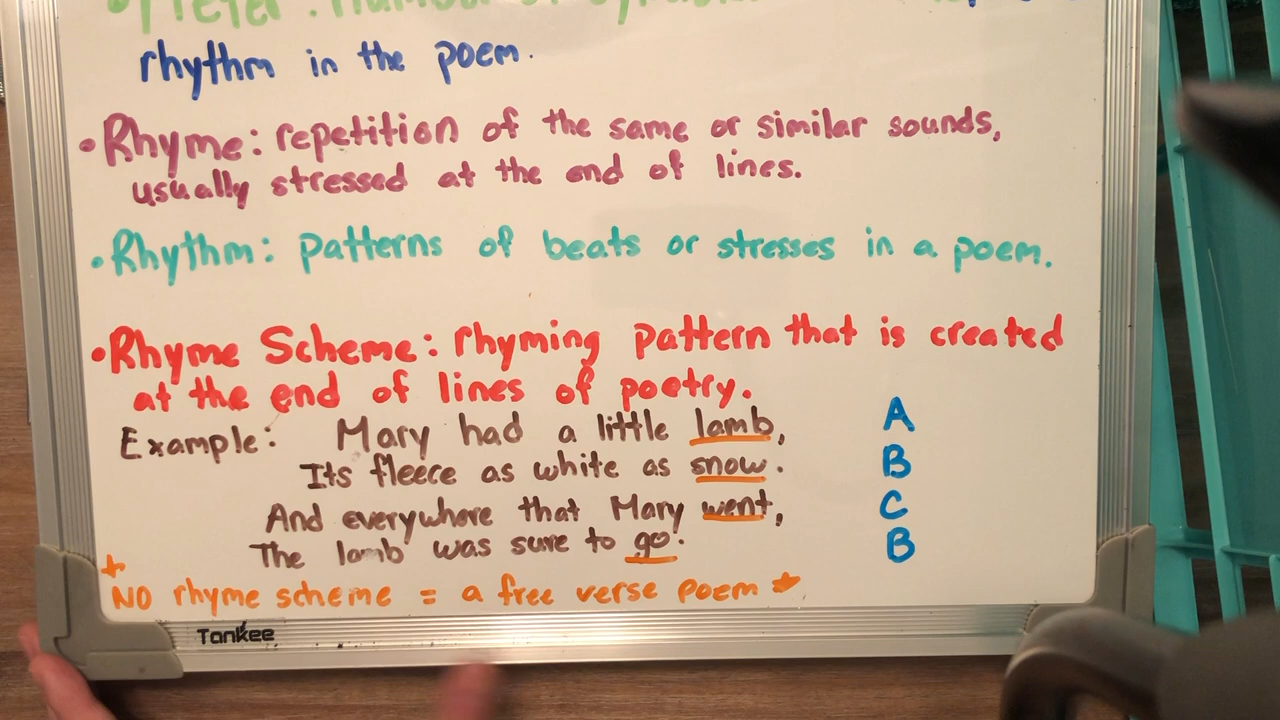 rhythm in the poem.
• Rhyme: repetition of the same or similar sounds,
usually stressed at the end of lines.
• Rhythm: patterns of beats or stresses in a poem.
• Rhyme Scheme: rhyming pattern that is created
at the end of lines of poetry.
Example: Mary had a little lamb, A
Its fleece as white as snow. B
And everywhere that Mary went, C
The lamb was sure to go. B
NO rhyme scheme = a free verse poem
Tankee